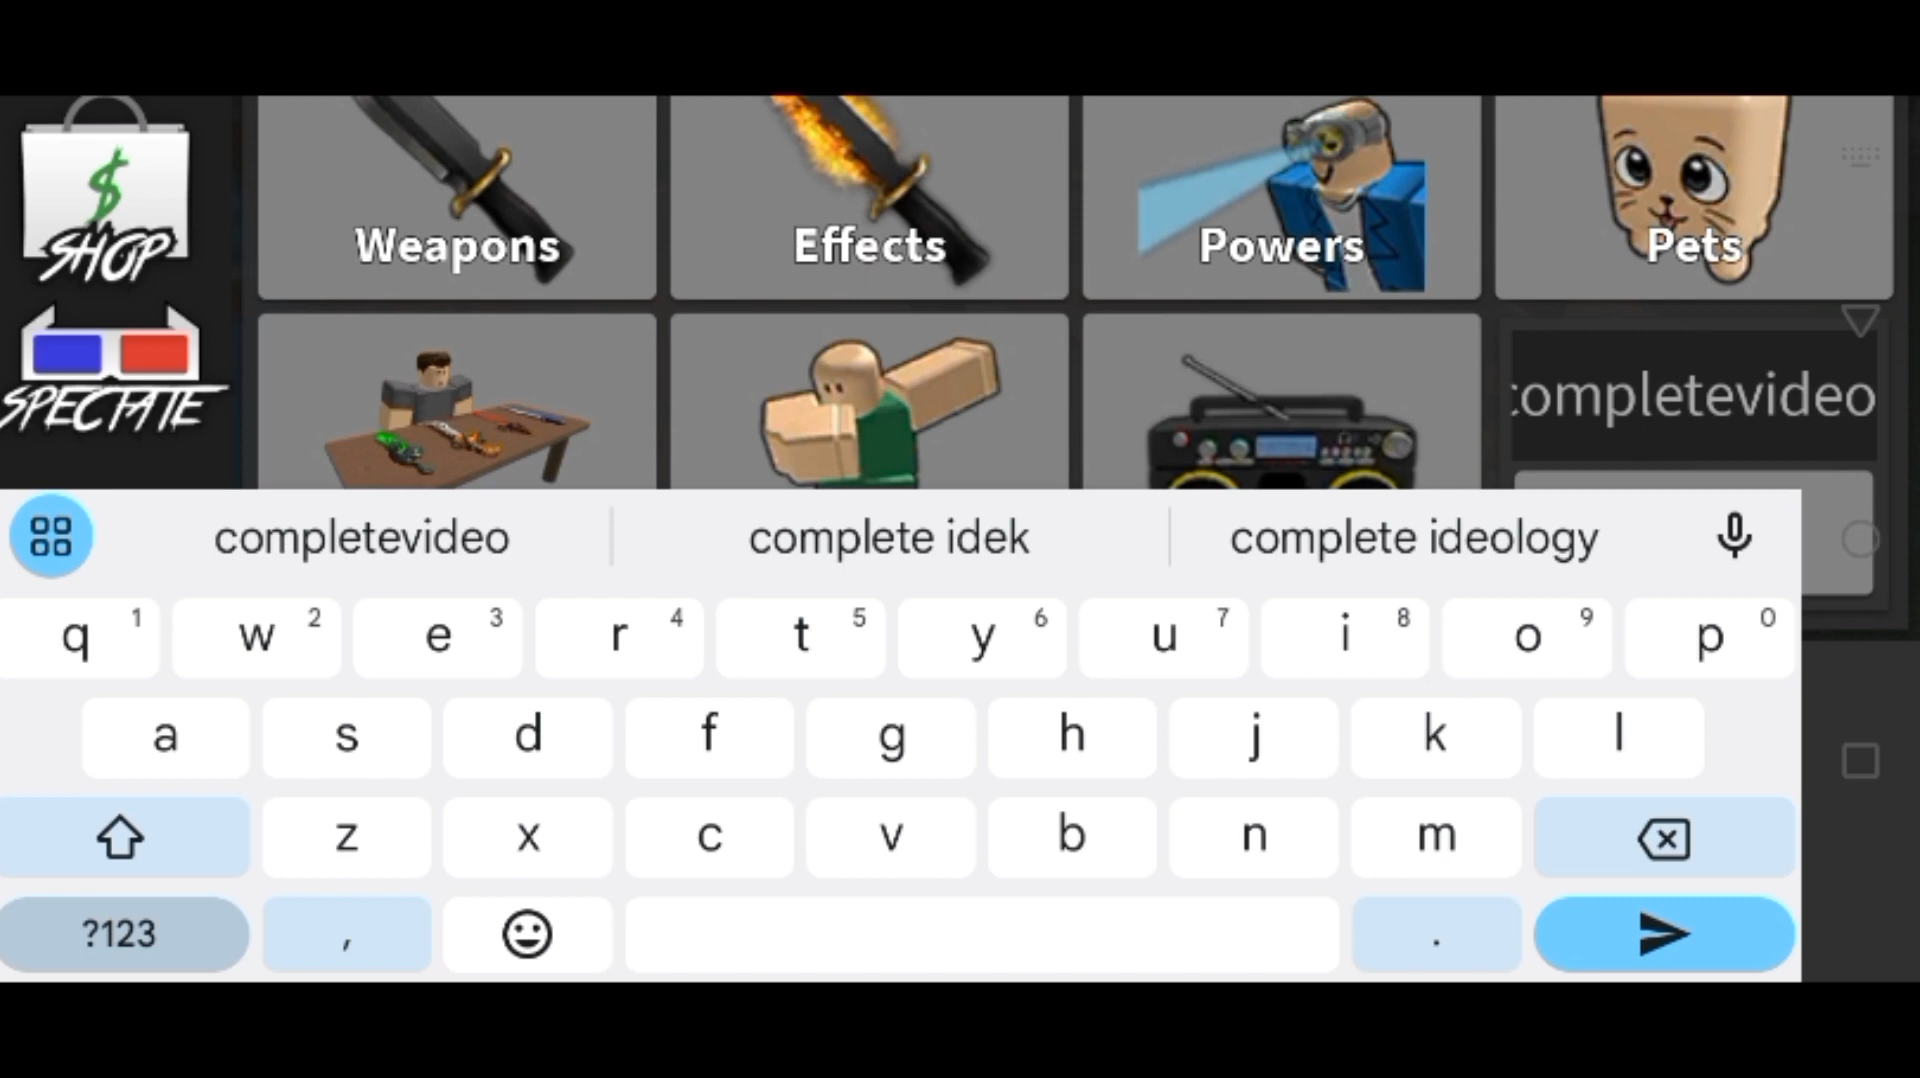 $
SHOP
SPECTATE
Weapons
Effects
Powers
Pets
completevideo
completevideo
complete idek
complete ideology
q 1 w 2 e 3 r 4 t 5 y 6 u 7 i 8 o 9 p 0
a s d f g h j k l
z x c v b n m
?123 , .